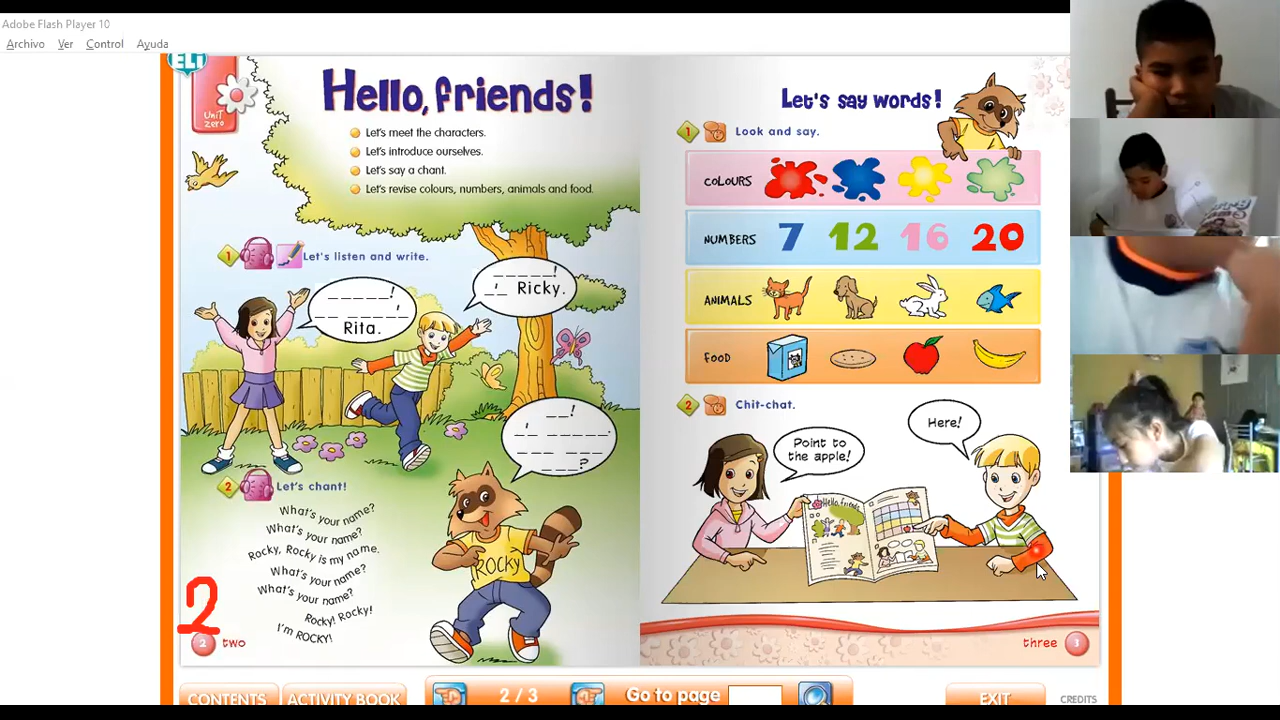 Adobe Flash Player 10
Archivo Ver Control Ayuda
ELi
UNIT ZERO
Hello, friends!
Let's meet the characters.
Let's introduce ourselves.
Let's say a chant.
Let's revise colours, numbers, animals and food.
1 Let's listen and write.
_ _ _ _ _!
_ _ _ _ _ _'
Rita.
_ _ _ _ _!
_'_ Ricky.
_ _!
_'_ _ _ _ _.
_ _ _ _ _ _
_ _ _?
2 Let's chant!
What's your name?
What's your name?
Rocky, Rocky is my name.
What's your name?
What's your name?
Rocky! Rocky!
I'm ROCKY!
ROCKY
2
2 two
Let's say words!
1 Look and say.
COLOURS
NUMBERS 7 12 16 20
ANIMALS
FOOD
2 Chit-chat.
Point to
the apple!
Here!
Hello, friends
three 3
CONTENTS ACTIVITY BOOK 2 / 3 Go to page EXIT CREDITS